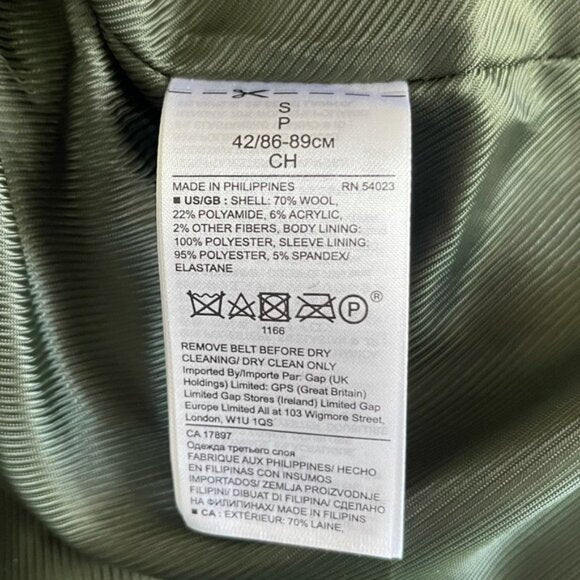 S
P
42/86-89см
CH
MADE IN PHILIPPINES RN 54023
■ US/GB : SHELL: 70% WOOL,
22% POLYAMIDE, 6% ACRYLIC,
2% OTHER FIBERS, BODY LINING:
100% POLYESTER, SLEEVE LINING:
95% POLYESTER, 5% SPANDEX/
ELASTANE
P ®
1166
REMOVE BELT BEFORE DRY
CLEANING/ DRY CLEAN ONLY
Imported By/Importe Par: Gap (UK
Holdings) Limited: GPS (Great Britain)
Limited Gap Stores (Ireland) Limited Gap
Europe Limited All at 103 Wigmore Street,
London, W1U 1QS
CA 17897
Одежда третьего слоя
FABRIQUE AUX PHILIPPINES/ HECHO
EN FILIPINAS CON INSUMOS
IMPORTADOS/ ZEMLJA PROIZVODNJE
FILIPINI/ DIBUAT DI FILIPINA/ СДЕЛАНО
НА ФИЛИПИНАХ/ MADE IN FILIPINS
■ CA : EXTÉRIEUR: 70% LAINE,